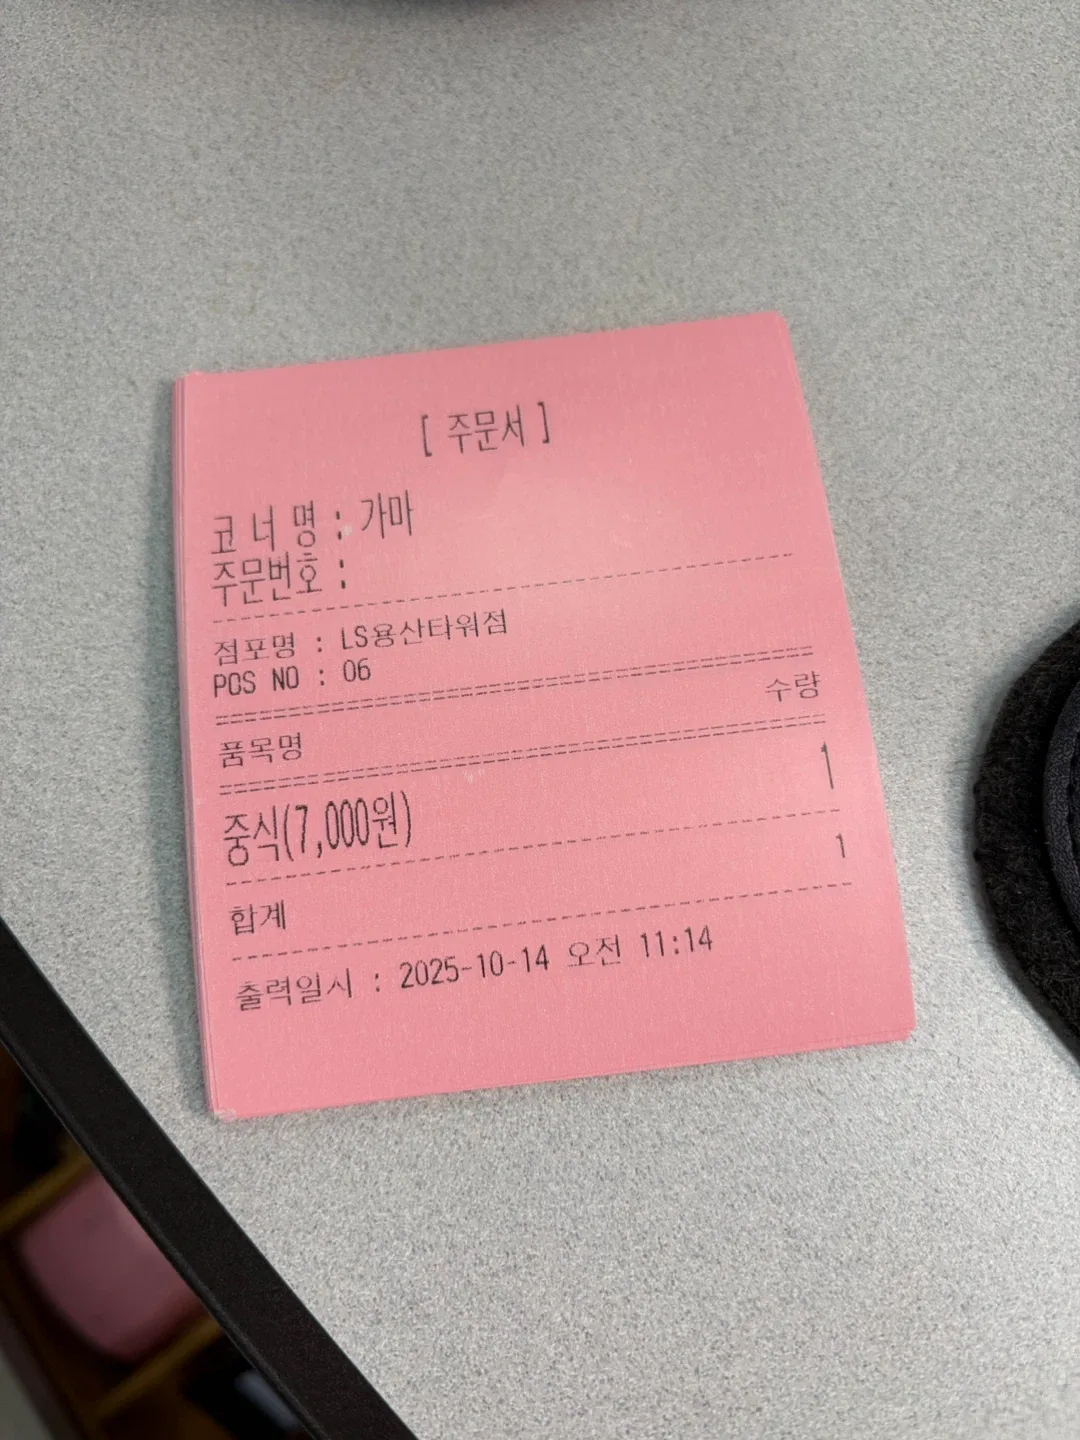 [ 주문서 ]
코 너 명 : 가마
주문번호 :
점포명 : LS용산타워점
POS NO : 06
품목명 수량
중식(7,000원) 1
합계 1
출력일시 : 2025-10-14 오전 11:14